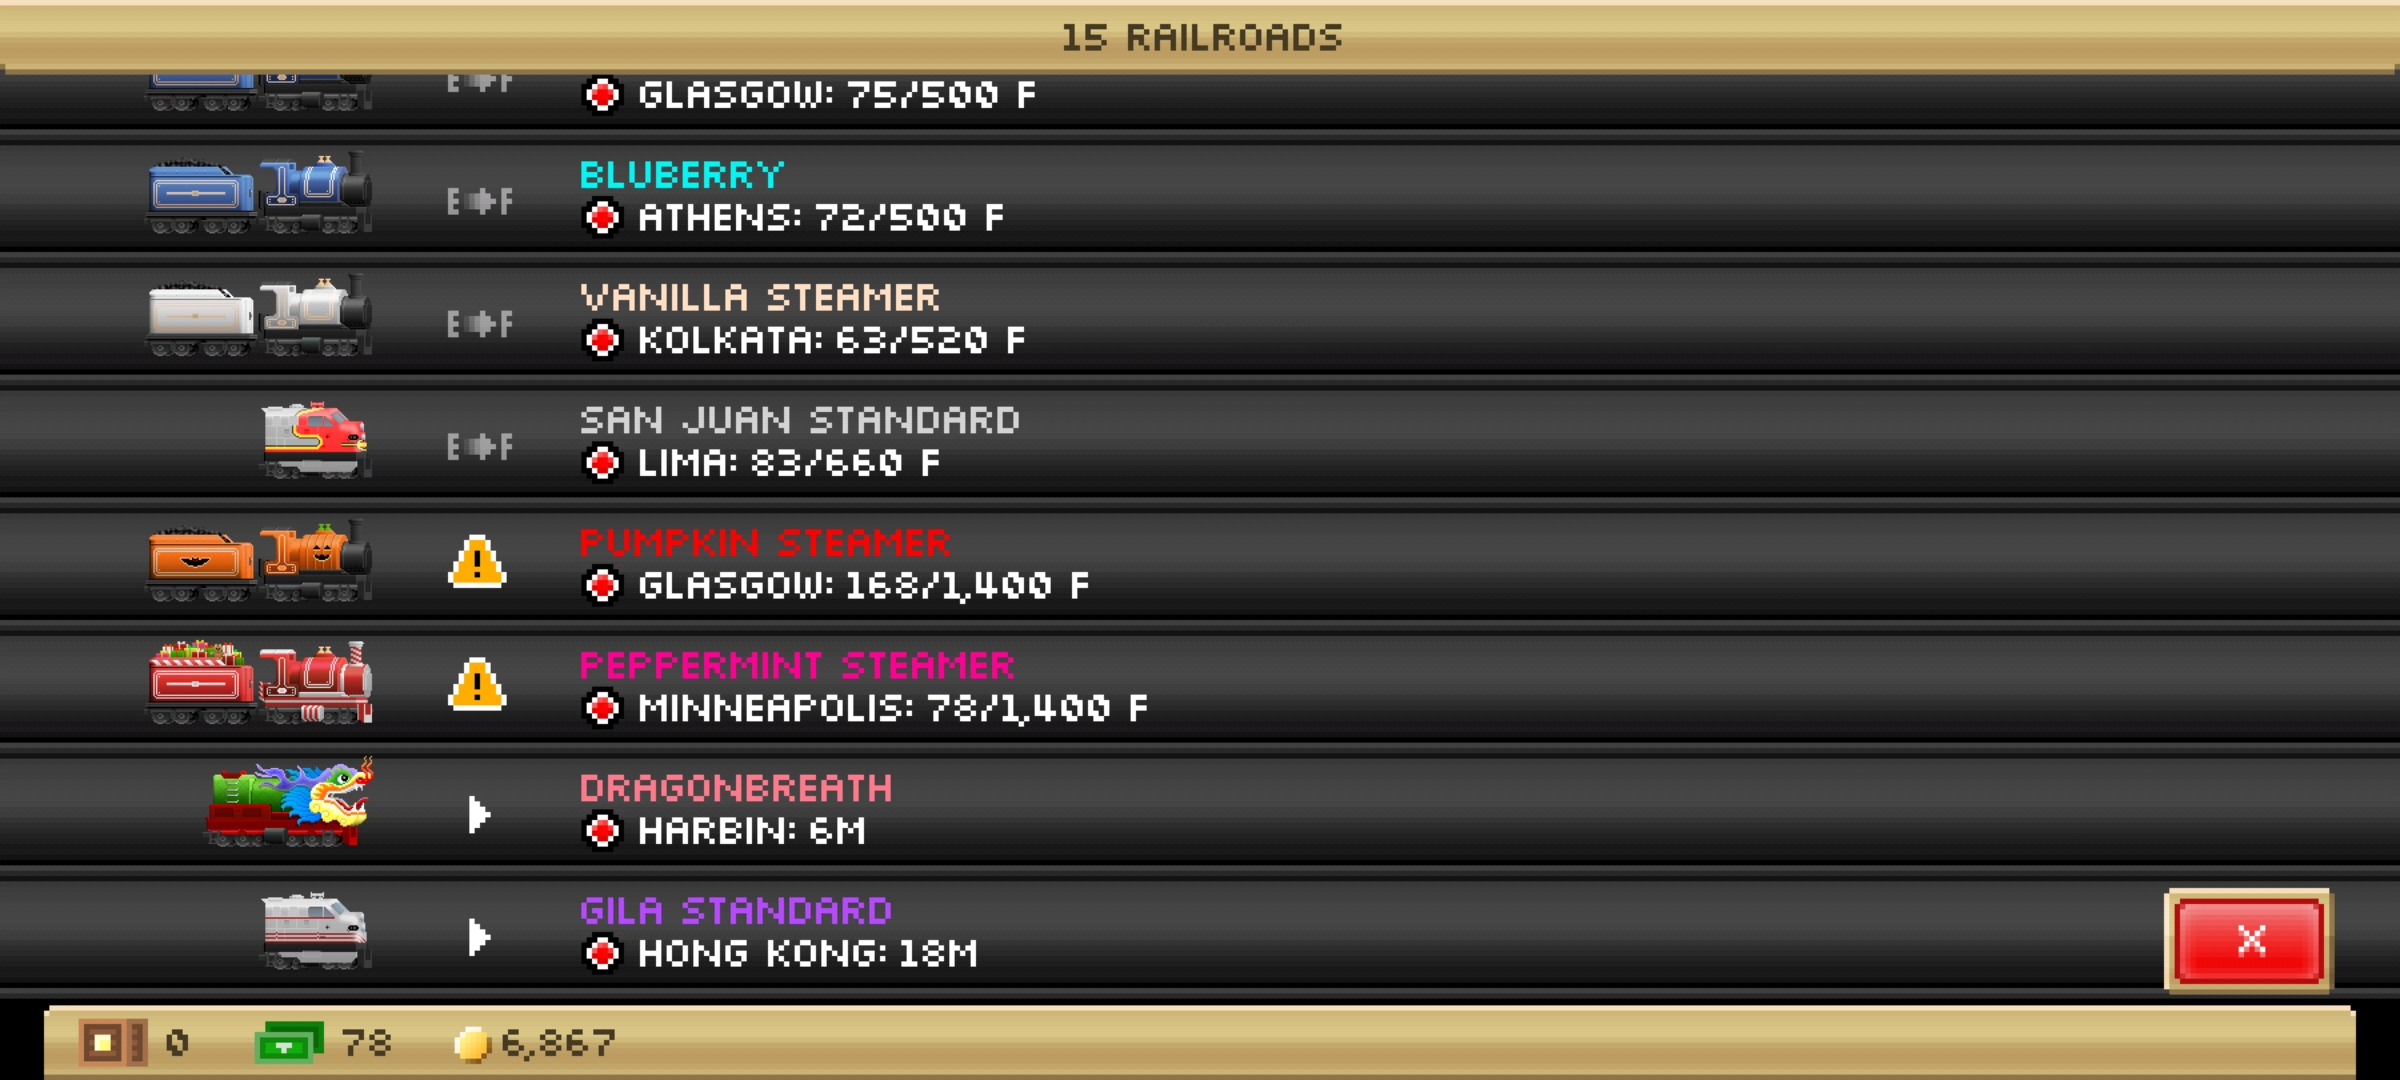 15 RAILROADS
E F
GLASGOW: 75/500 F
BLUBERRY
E F
ATHENS: 72/500 F
VANILLA STEAMER
E F
KOLKATA: 63/520 F
SAN JUAN STANDARD
E F
LIMA: 83/660 F
PUMPKIN STEAMER
!
GLASGOW: 168/1,400 F
PEPPERMINT STEAMER
!
MINNEAPOLIS: 78/1,400 F
DRAGONBREATH
HARBIN: 6M
GILA STANDARD
HONG KONG: 18M
X
0 78 6,867